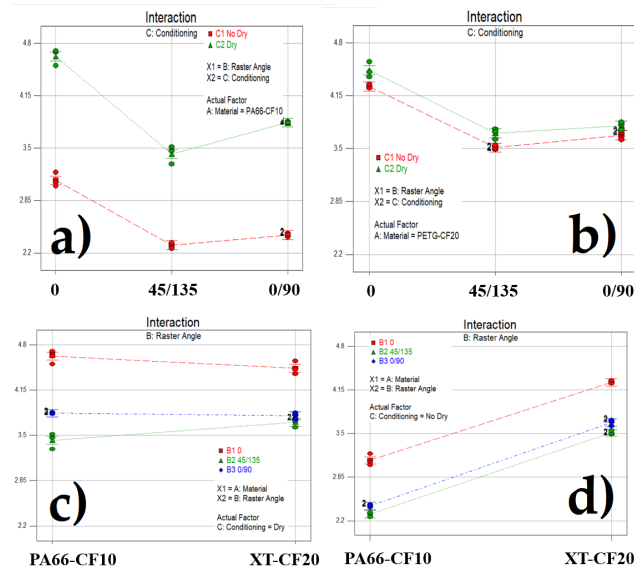 Interaction
C: Conditioning
4.8
4.15
3.5
2.85
2.2
C1 No Dry
C2 Dry
X1 = B: Raster Angle
X2 = C: Conditioning
Actual Factor
A: Material = PA66-CF10
2
2
a)
0 45/135 0/90
Interaction
C: Conditioning
4.8
4.15
3.5
2.85
2.2
2
2
2
C1 No Dry
C2 Dry
X1 = B: Raster Angle
X2 = C: Conditioning
Actual Factor
A: Material = PETG-CF20
b)
0 45/135 0/90
Interaction
B: Raster Angle
4.8
4.15
3.5
2.85
2.2
2
2
B1 0
B2 45/135
B3 0/90
X1 = A: Material
X2 = B: Raster Angle
Actual Factor
C: Conditioning = Dry
c)
PA66-CF10 XT-CF20
Interaction
B: Raster Angle
4.8
4.15
3.5
2.85
2.2
B1 0
B2 45/135
B3 0/90
X1 = A: Material
X2 = B: Raster Angle
Actual Factor
C: Conditioning = No Dry
2
2
2
d)
PA66-CF10 XT-CF20